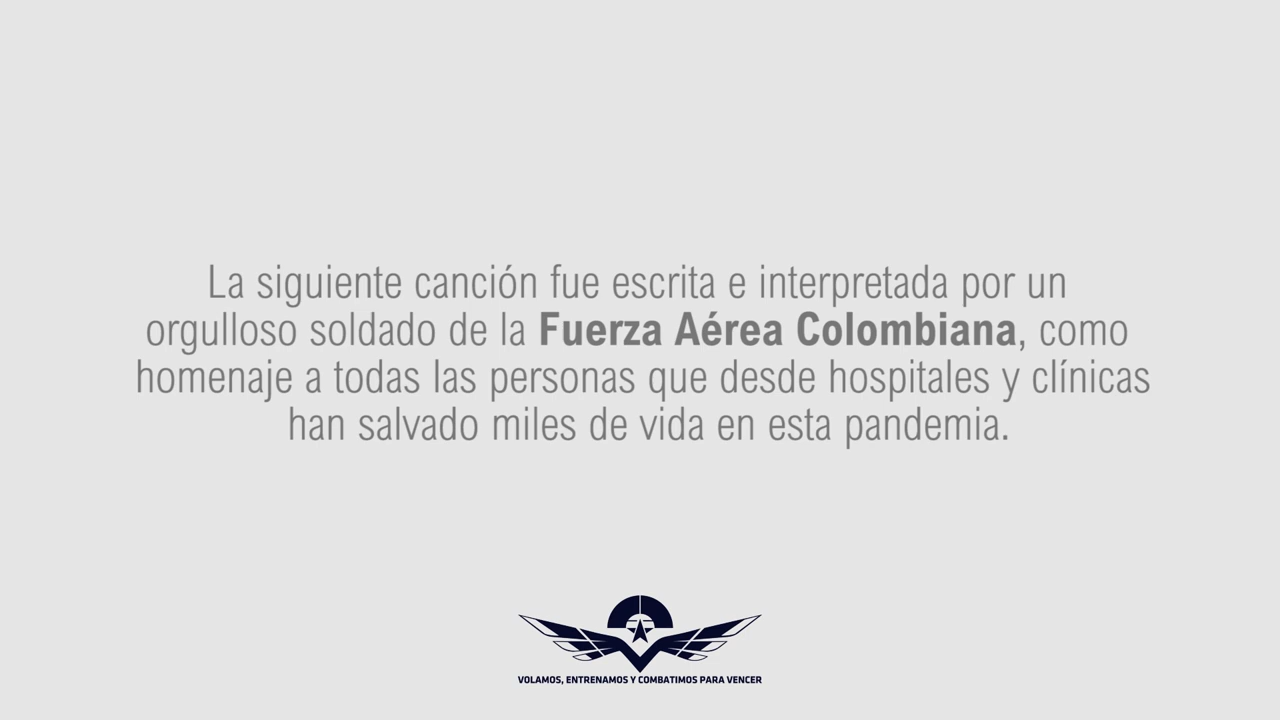 La siguiente canción fue escrita e interpretada por un
orgulloso soldado de la Fuerza Aérea Colombiana, como
homenaje a todas las personas que desde hospitales y clínicas
han salvado miles de vida en esta pandemia.
VOLAMOS, ENTRENAMOS Y COMBATIMOS PARA VENCER